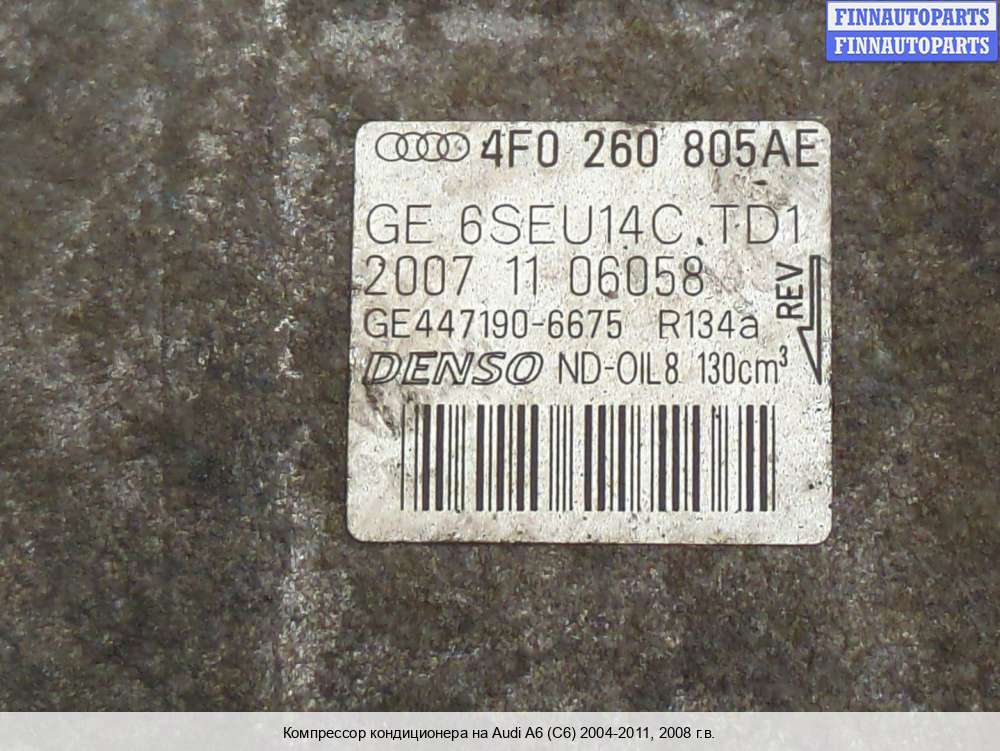 FINNAUTOPARTS
FINNAUTOPARTS
4F0 260 805AE
GE 6SEU14C.TD1
2007 11 06058
GE447190-6675 R134a
REV
DENSO ND-OIL8 130cm³
Компрессор кондиционера на Audi A6 (C6) 2004-2011, 2008 г.в.